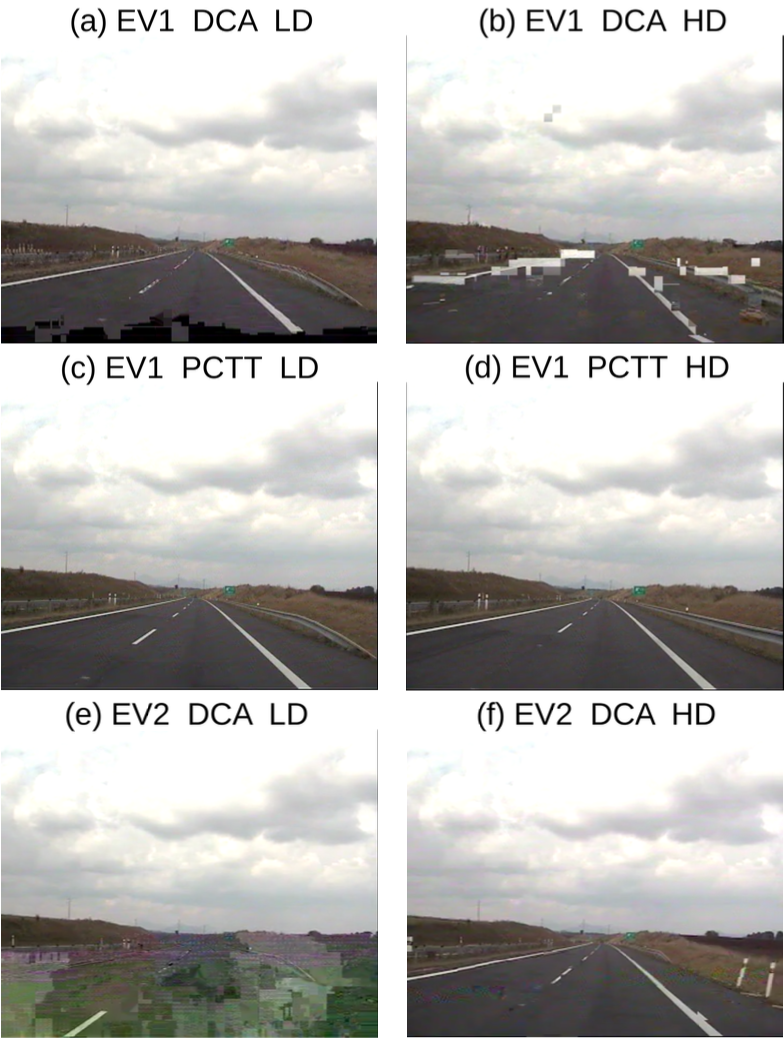 (a) EV1 DCA LD
(b) EV1 DCA HD
(c) EV1 PCTT LD
(d) EV1 PCTT HD
(e) EV2 DCA LD
(f) EV2 DCA HD